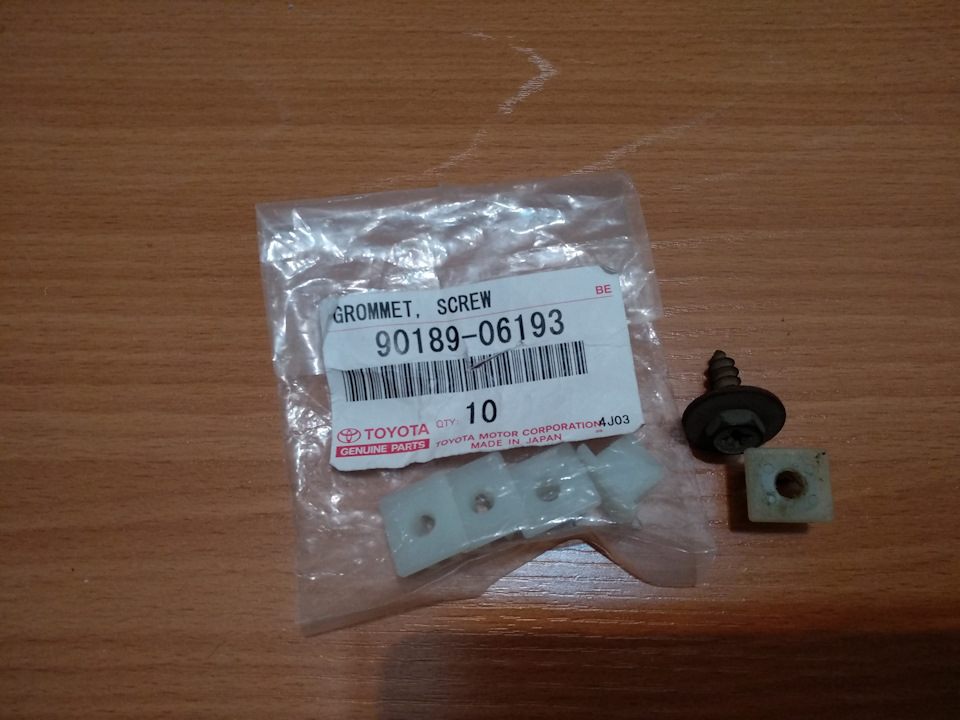 GROMMET, SCREW
BE
90189-06193
QTY: 10
4J03
TOYOTA
GENUINE PARTS
TOYOTA MOTOR CORPORATION
MADE IN JAPAN